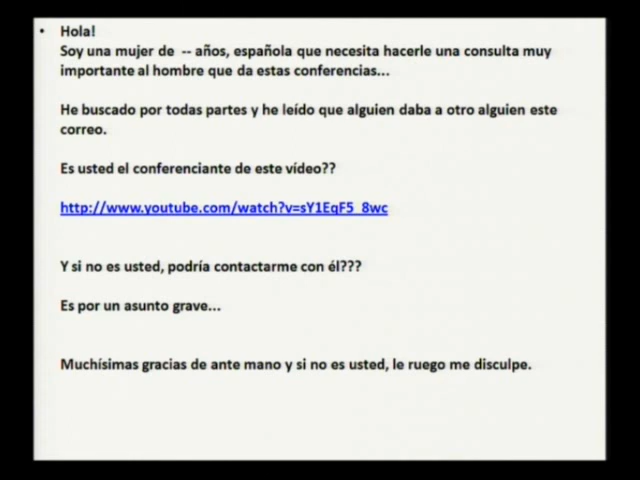 • Hola!
Soy una mujer de -- años, española que necesita hacerle una consulta muy
importante al hombre que da estas conferencias...
He buscado por todas partes y he leído que alguien daba a otro alguien este
correo.
Es usted el conferenciante de este vídeo??
http://www.youtube.com/watch?v=sY1EqF5_8wc
Y si no es usted, podría contactarme con él???
Es por un asunto grave...
Muchísimas gracias de ante mano y si no es usted, le ruego me disculpe.